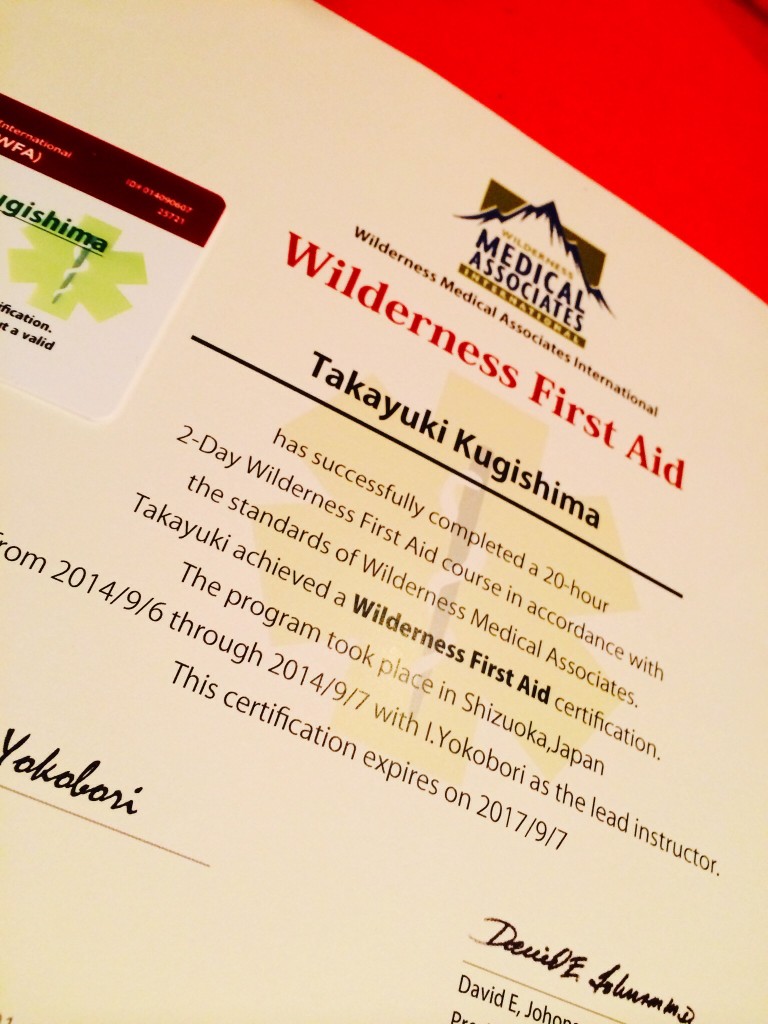 International
WFA)
ID# 014090607
25721
ugishima
ification.
t a valid
WILDERNESS
MEDICAL
ASSOCIATES
INTERNATIONAL
Wilderness Medical Associates International
Wilderness First Aid
Takayuki Kugishima
has successfully completed a 20-hour
2-Day Wilderness First Aid course in accordance with
the standards of Wilderness Medical Associates.
Takayuki achieved a Wilderness First Aid certification.
The program took place in Shizuoka,Japan
rom 2014/9/6 through 2014/9/7 with I.Yokobori as the lead instructor.
This certification expires on 2017/9/7
Yokobori
David E. Johnson M.D.
David E, Johons